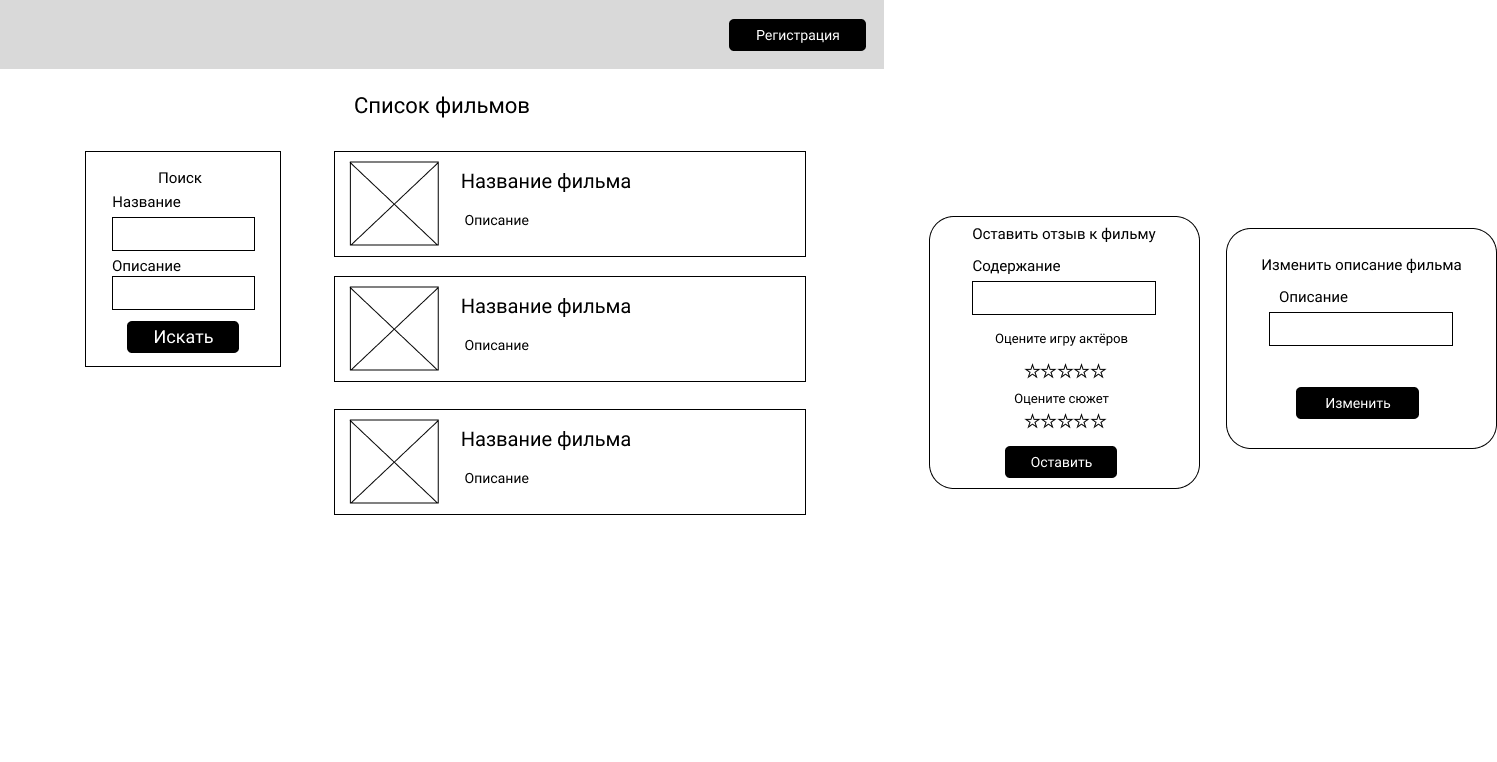 Регистрация
Список фильмов
Поиск
Название
Описание
Искать
Название фильма
Описание
Название фильма
Описание
Название фильма
Описание
Оставить отзыв к фильму
Содержание
Оцените игру актёров
☆☆☆☆☆
Оцените сюжет
☆☆☆☆☆
Оставить
Изменить описание фильма
Описание
Изменить